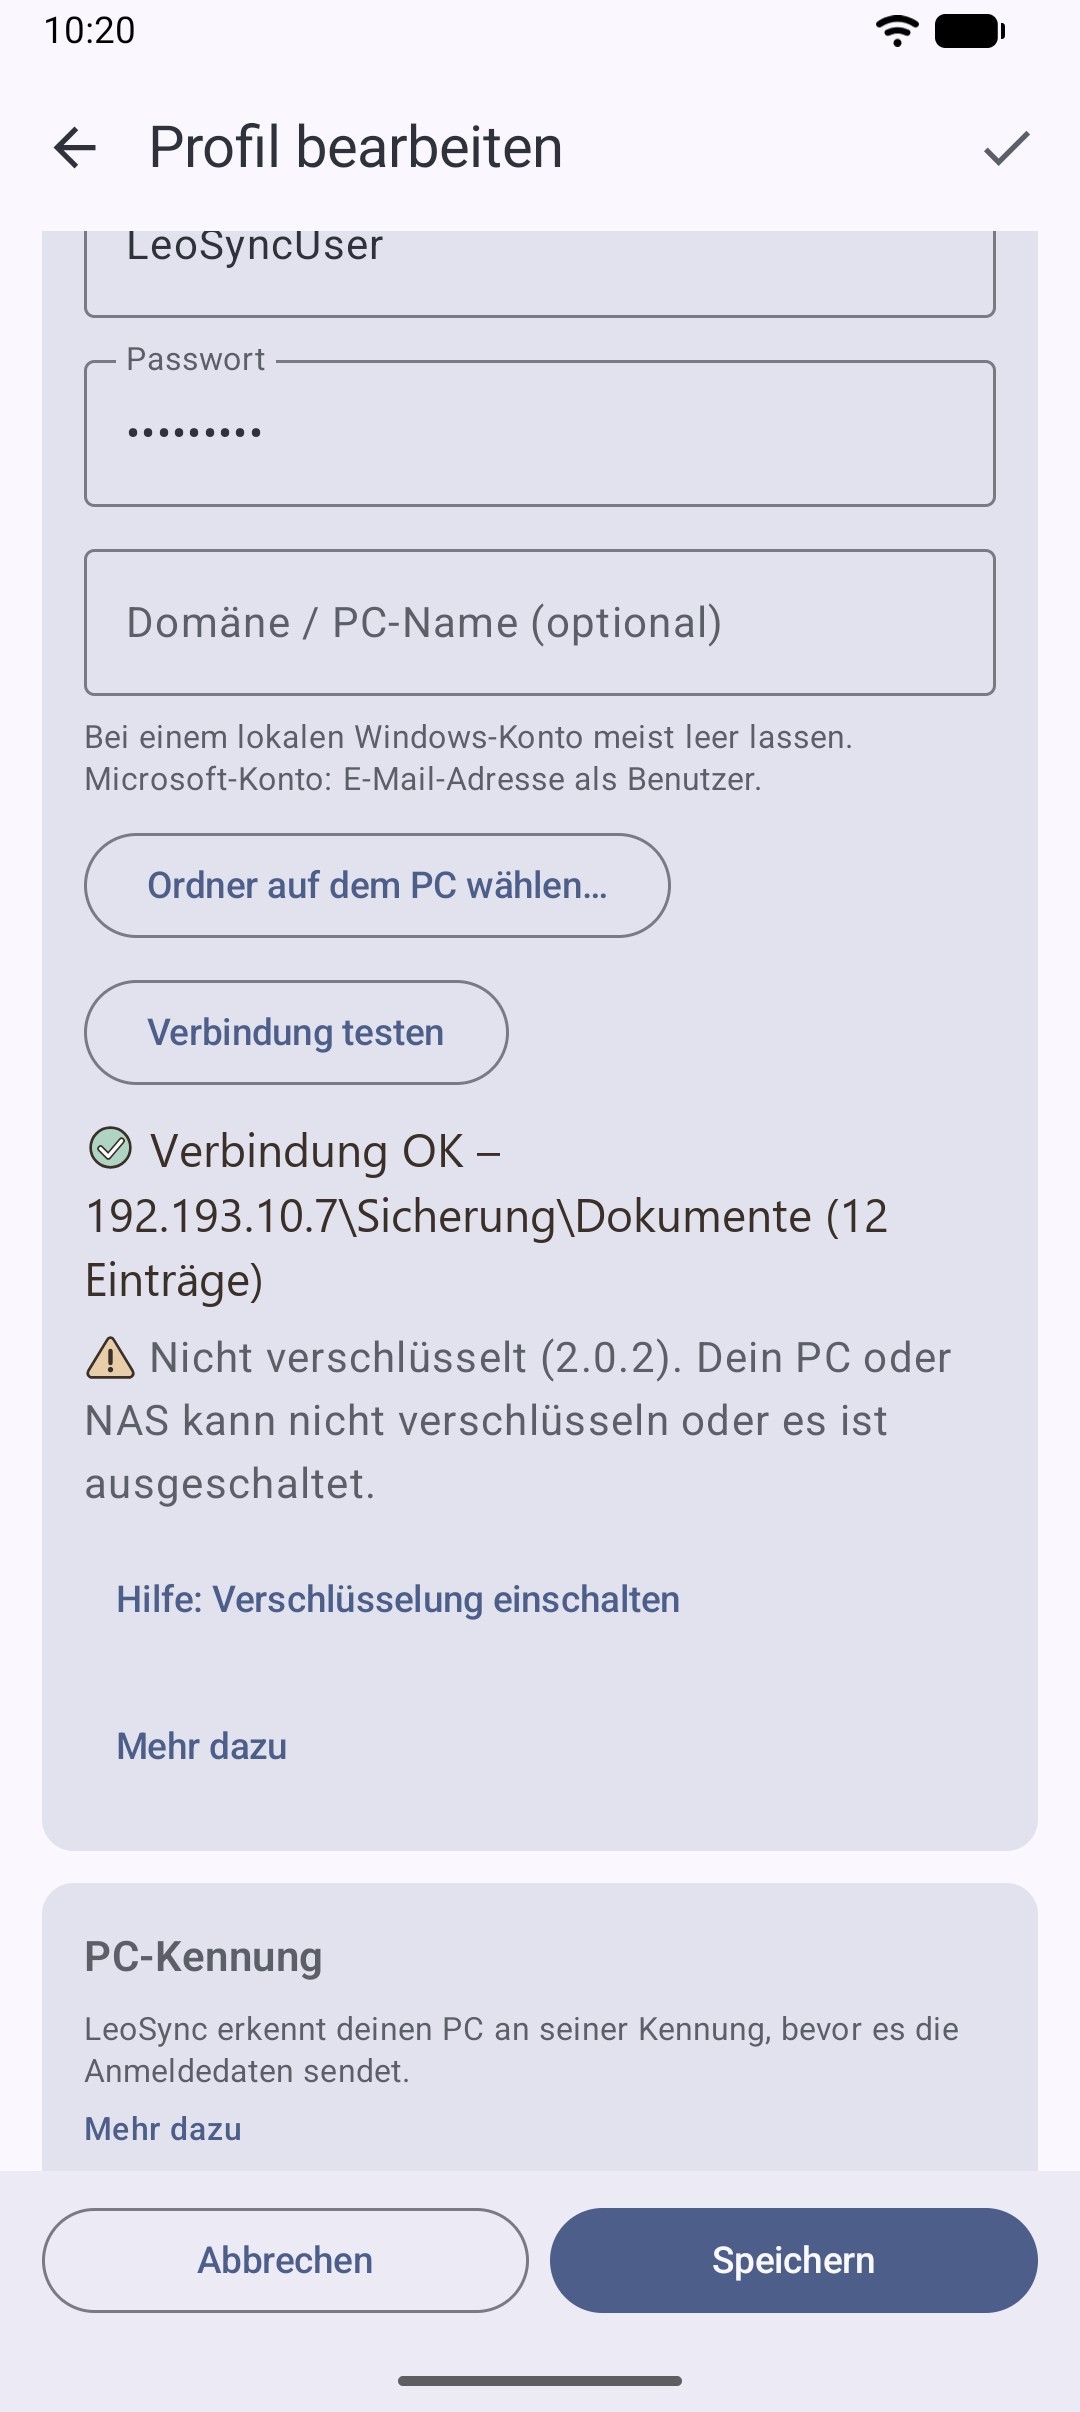 10:20
Profil bearbeiten
LeoSyncUser
Passwort
•••••••••
Domäne / PC-Name (optional)
Bei einem lokalen Windows-Konto meist leer lassen.
Microsoft-Konto: E-Mail-Adresse als Benutzer.
Ordner auf dem PC wählen…
Verbindung testen
Verbindung OK –
192.193.10.7\Sicherung\Dokumente (12
Einträge)
Nicht verschlüsselt (2.0.2). Dein PC oder
NAS kann nicht verschlüsseln oder es ist
ausgeschaltet.
Hilfe: Verschlüsselung einschalten
Mehr dazu
PC-Kennung
LeoSync erkennt deinen PC an seiner Kennung, bevor es die
Anmeldedaten sendet.
Mehr dazu
Abbrechen
Speichern